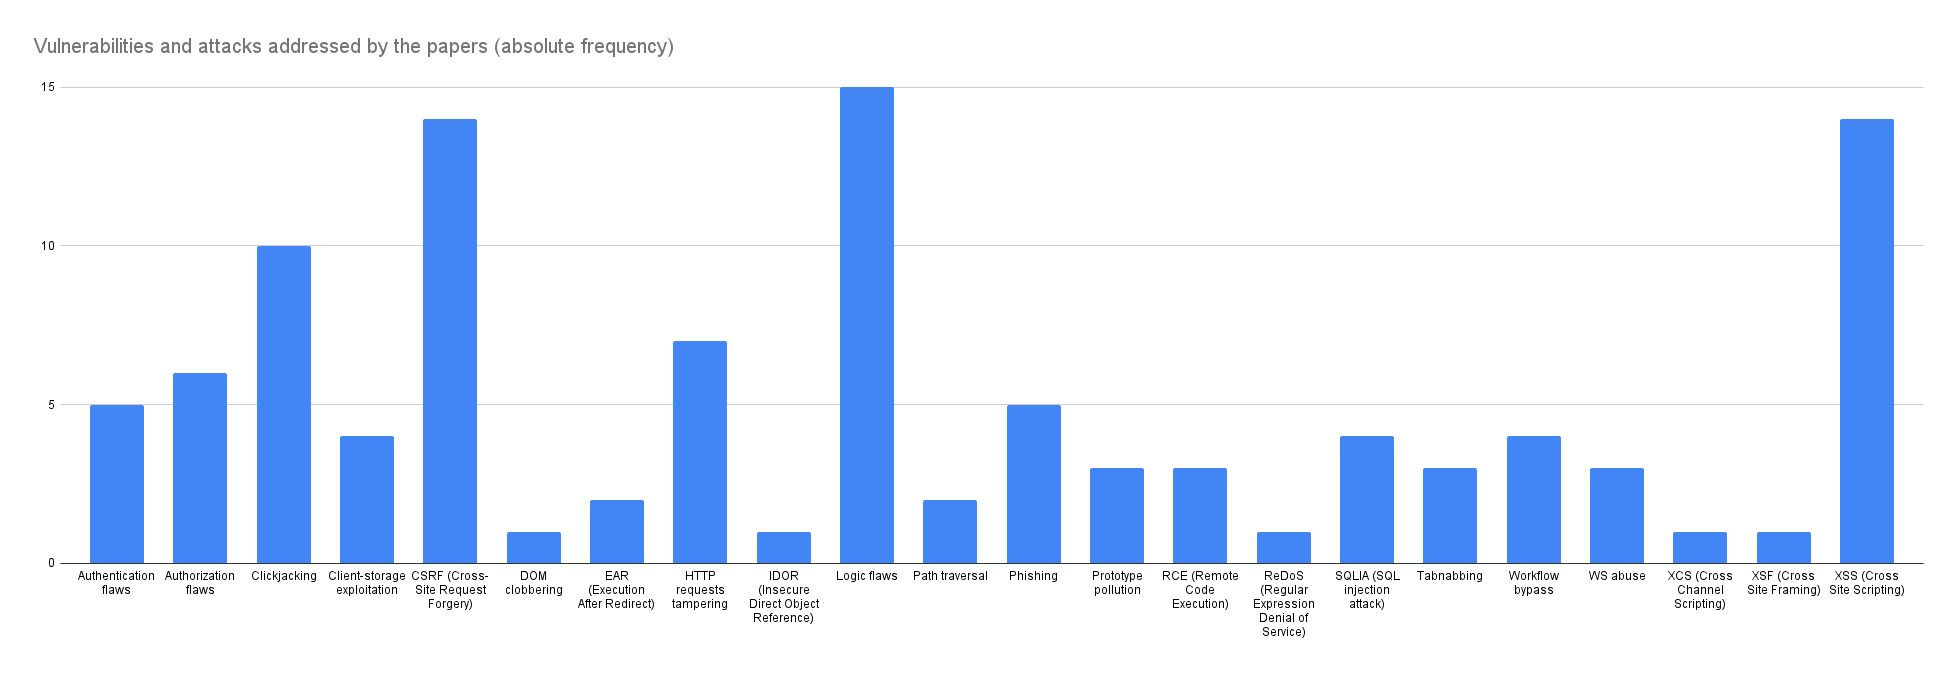 Vulnerabilities and attacks addressed by the papers (absolute frequency)
15
10
5
0
Authentication
flaws
Authorization
flaws
Clickjacking
Client-storage
exploitation
CSRF (Cross-
Site Request
Forgery)
DOM
clobbering
EAR
(Execution
After Redirect)
HTTP
requests
tampering
IDOR
(Insecure
Direct Object
Reference)
Logic flaws
Path traversal
Phishing
Prototype
pollution
RCE (Remote
Code
Execution)
ReDoS
(Regular
Expression
Denial of
Service)
SQLIA (SQL
injection
attack)
Tabnabbing
Workflow
bypass
WS abuse
XCS (Cross
Channel
Scripting)
XSF (Cross
Site Framing)
XSS (Cross
Site Scripting)